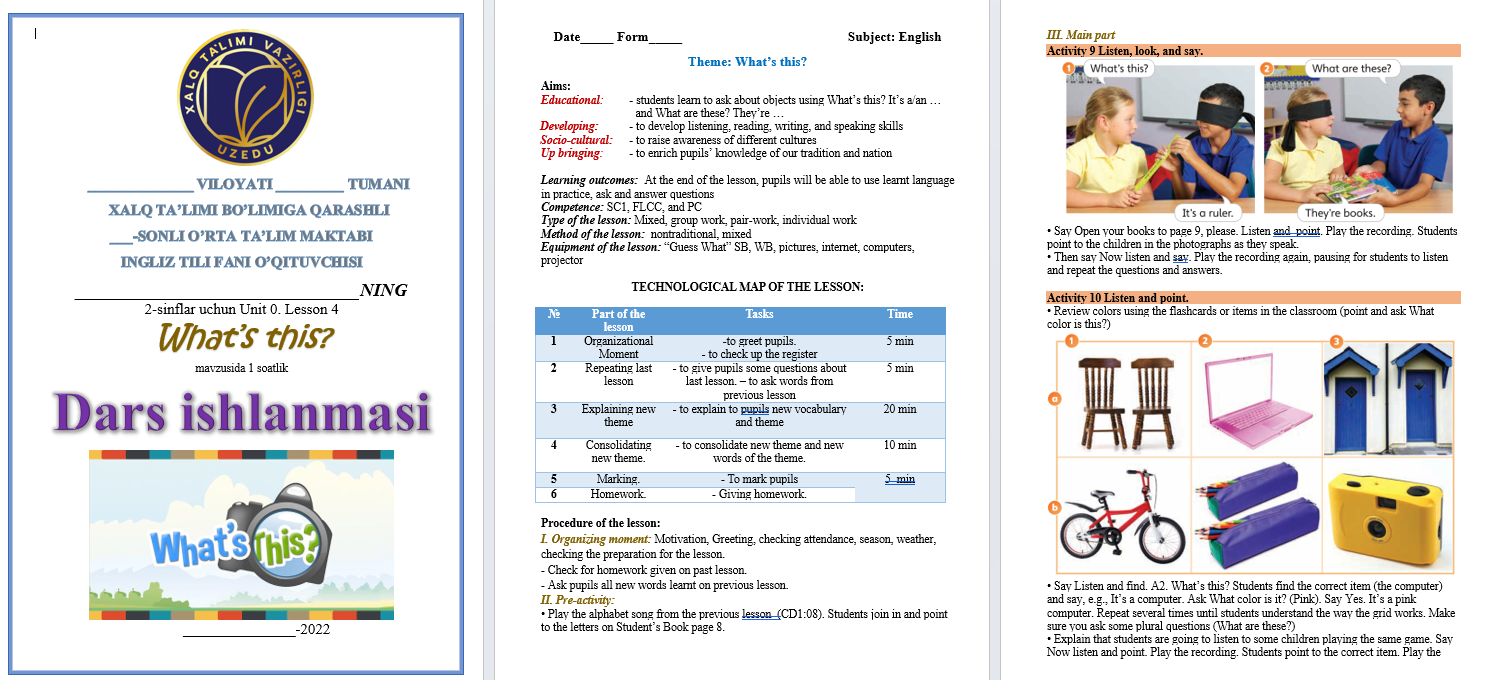 XALQ TA'LIMI VAZIRLIGI
UZEDU
______________ VILOYATI _________ TUMANI
XALQ TA'LIMI BO'LIMIGA QARASHLI
___-SONLI O'RTA TA'LIM MAKTABI
INGLIZ TILI FANI O'QITUVCHISI
______________________________NING
2-sinflar uchun Unit 0. Lesson 4
What's this?
mavzusida 1 soatlik
Dars ishlanmasi
What's This?
________________-2022
Date_____ Form_____ Subject: English
Theme: What's this?
Aims:
Educational: - students learn to ask about objects using What's this? It's a/an …
and What are these? They're …
Developing: - to develop listening, reading, writing, and speaking skills
Socio-cultural: - to raise awareness of different cultures
Up bringing: - to enrich pupils' knowledge of our tradition and nation
Learning outcomes: At the end of the lesson, pupils will be able to use learnt language
in practice, ask and answer questions
Competence: SC1, FLCC, and PC
Type of the lesson: Mixed, group work, pair-work, individual work
Method of the lesson: nontraditional, mixed
Equipment of the lesson: “Guess What” SB, WB, pictures, internet, computers,
projector
TECHNOLOGICAL MAP OF THE LESSON:
№ Part of the lesson Tasks Time
1 Organizational Moment -to greet pupils. - to check up the register 5 min
2 Repeating last lesson - to give pupils some questions about last lesson. – to ask words from previous lesson 5 min
3 Explaining new theme - to explain to pupils new vocabulary and theme 20 min
4 Consolidating new theme. - to consolidate new theme and new words of the theme. 10 min
5 Marking. - To mark pupils 5 min
6 Homework. - Giving homework.
Procedure of the lesson:
I. Organizing moment: Motivation, Greeting, checking attendance, season, weather,
checking the preparation for the lesson.
- Check for homework given on past lesson.
- Ask pupils all new words learnt on previous lesson.
II. Pre-activity:
• Play the alphabet song from the previous lesson (CD1:08). Students join in and point
to the letters on Student's Book page 8.
III. Main part
Activity 9 Listen, look, and say.
1 What's this?
It's a ruler.
2 What are these?
They're books.
• Say Open your books to page 9, please. Listen and point. Play the recording. Students
point to the children in the photographs as they speak.
• Then say Now listen and say. Play the recording again, pausing for students to listen
and repeat the questions and answers.
Activity 10 Listen and point.
• Review colors using the flashcards or items in the classroom (point and ask What
color is this?)
1 2 3
a
b
• Say Listen and find. A2. What's this? Students find the correct item (the computer)
and say, e.g., It's a computer. Ask What color is it? (Pink). Say Yes. It's a pink
computer. Repeat several times until students understand the way the grid works. Make
sure you ask some plural questions (What are these?)
• Explain that students are going to listen to some children playing the same game. Say
Now listen and point. Play the recording. Students point to the correct item. Play the